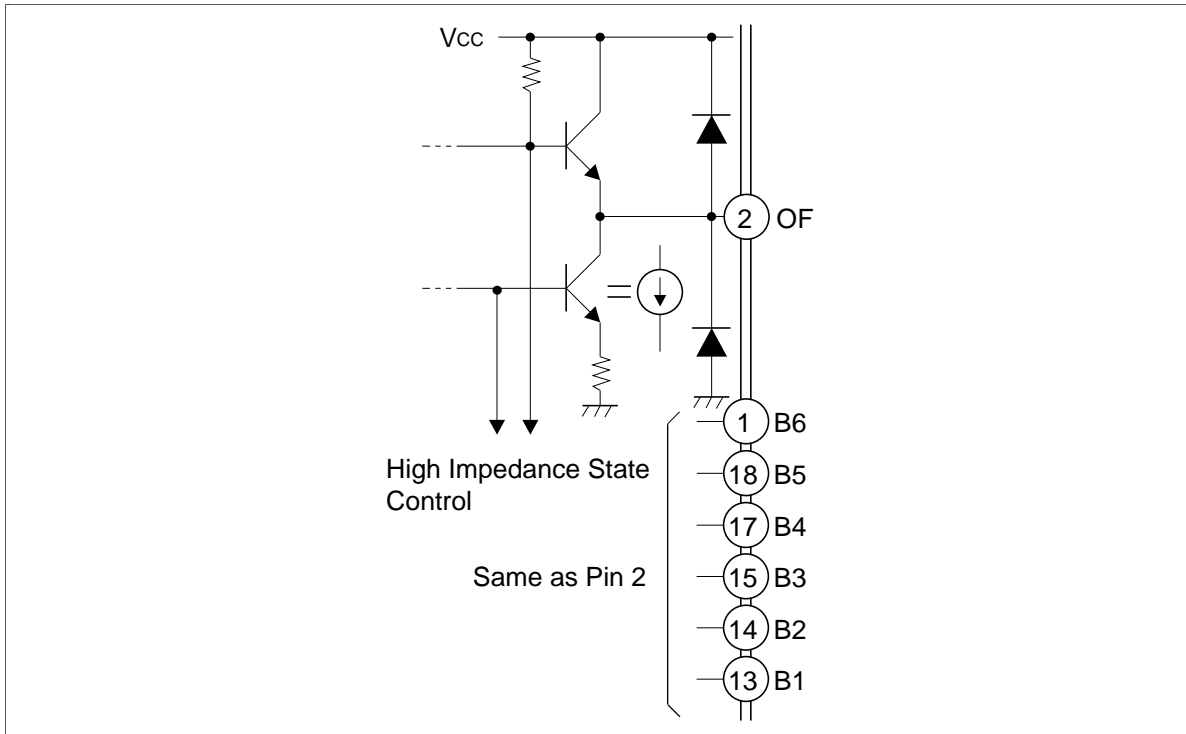 Vcc
2 OF
1 B6
High Impedance State
Control
18 B5
17 B4
Same as Pin 2
15 B3
14 B2
13 B1